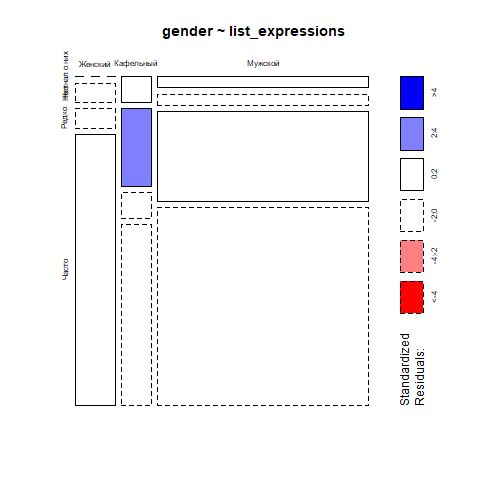 gender ~ list_expressions
Женский Кафельный Мужской
о них
Редко
Часто
>4
2:4
0:2
-2:0
-4:-2
<-4
Standardized
Residuals: